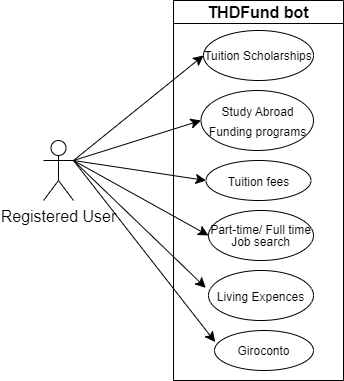 THDFund bot
Tuition Scholarships
Study Abroad
Funding programs
Tuition fees
Registered User
Part-time/ Full time
Job search
Living Expences
Giroconto